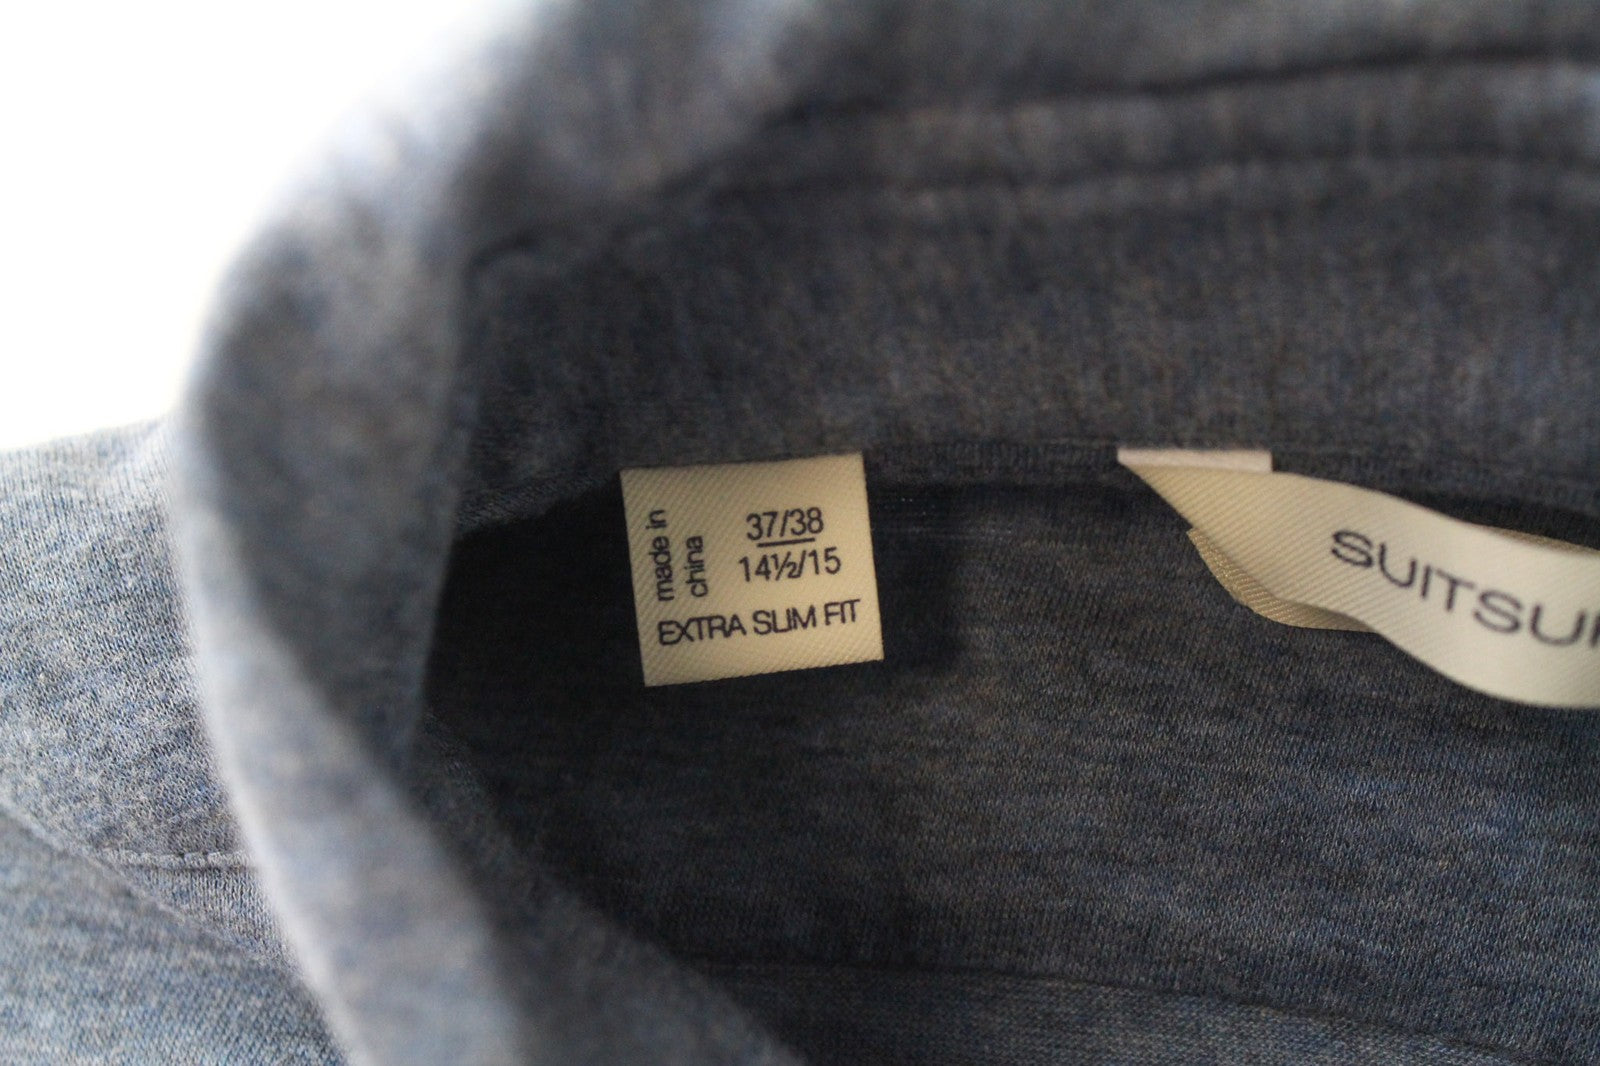 made in
china
37/38
14½/15
EXTRA SLIM FIT
SUITSU